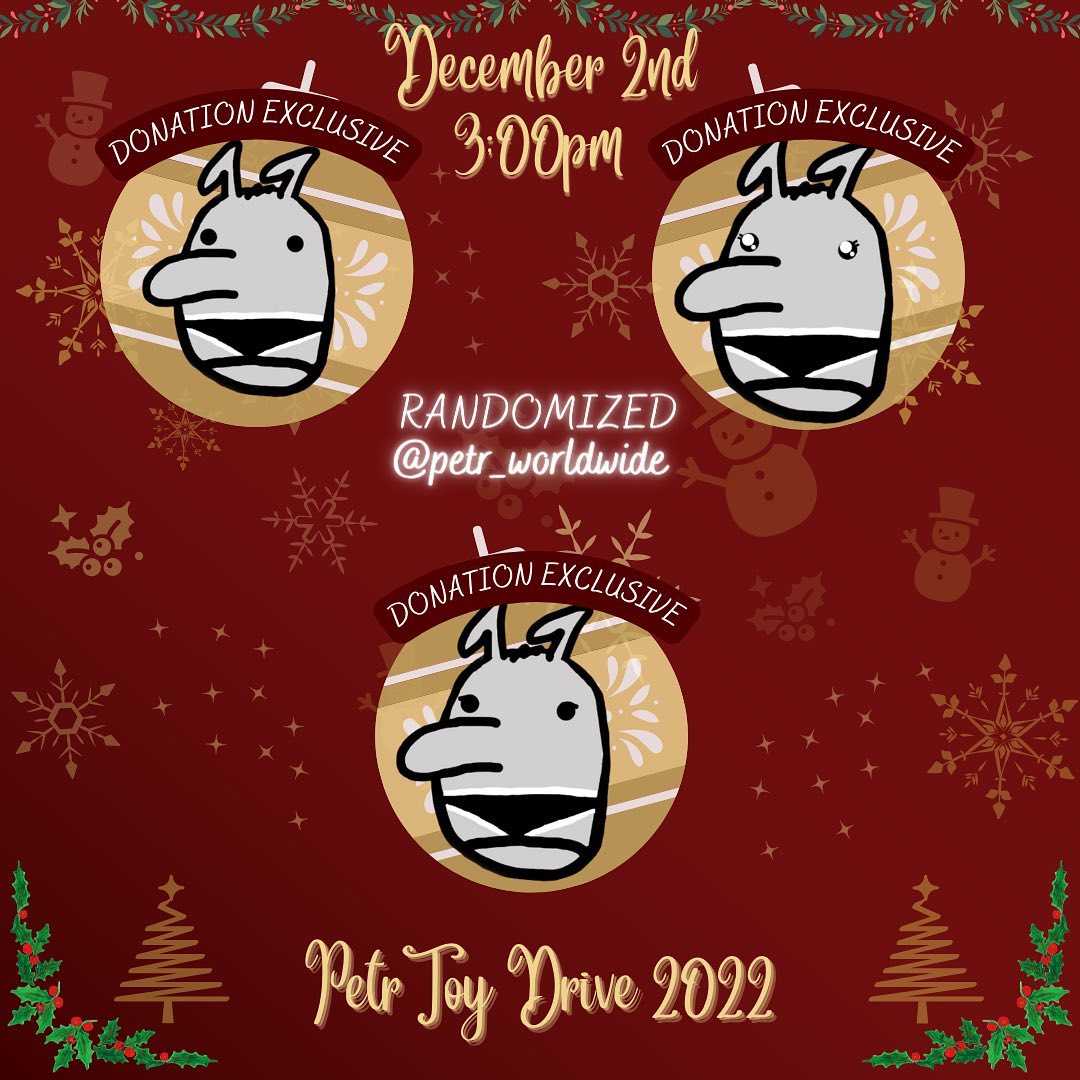 December 2nd
3:00pm
DONATION EXCLUSIVE
DONATION EXCLUSIVE
RANDOMIZED
@petr_worldwide
DONATION EXCLUSIVE
Petr Toy Drive 2022